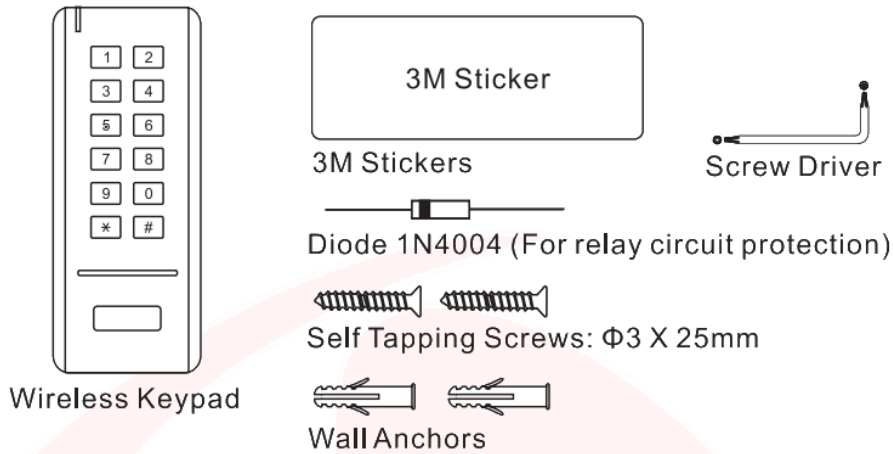 1 2
3 4
5 6
7 8
9 0
* #
Wireless Keypad
3M Sticker
3M Stickers
Screw Driver
Diode 1N4004 (For relay circuit protection)
Self Tapping Screws: Φ3 X 25mm
Wall Anchors